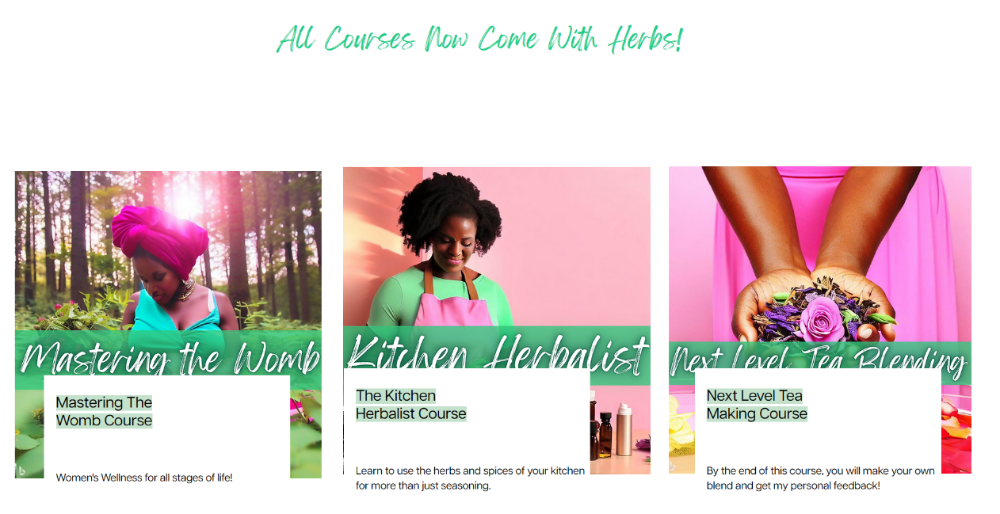 All Courses Now Come With Herbs!
Mastering the Womb
Kitchen Herbalist
Next Level Tea Blending
Mastering The
Womb Course
Women's Wellness for all stages of life!
The Kitchen
Herbalist Course
Learn to use the herbs and spices of your kitchen
for more than just seasoning.
Next Level Tea
Making Course
By the end of this course, you will make your own
blend and get my personal feedback!